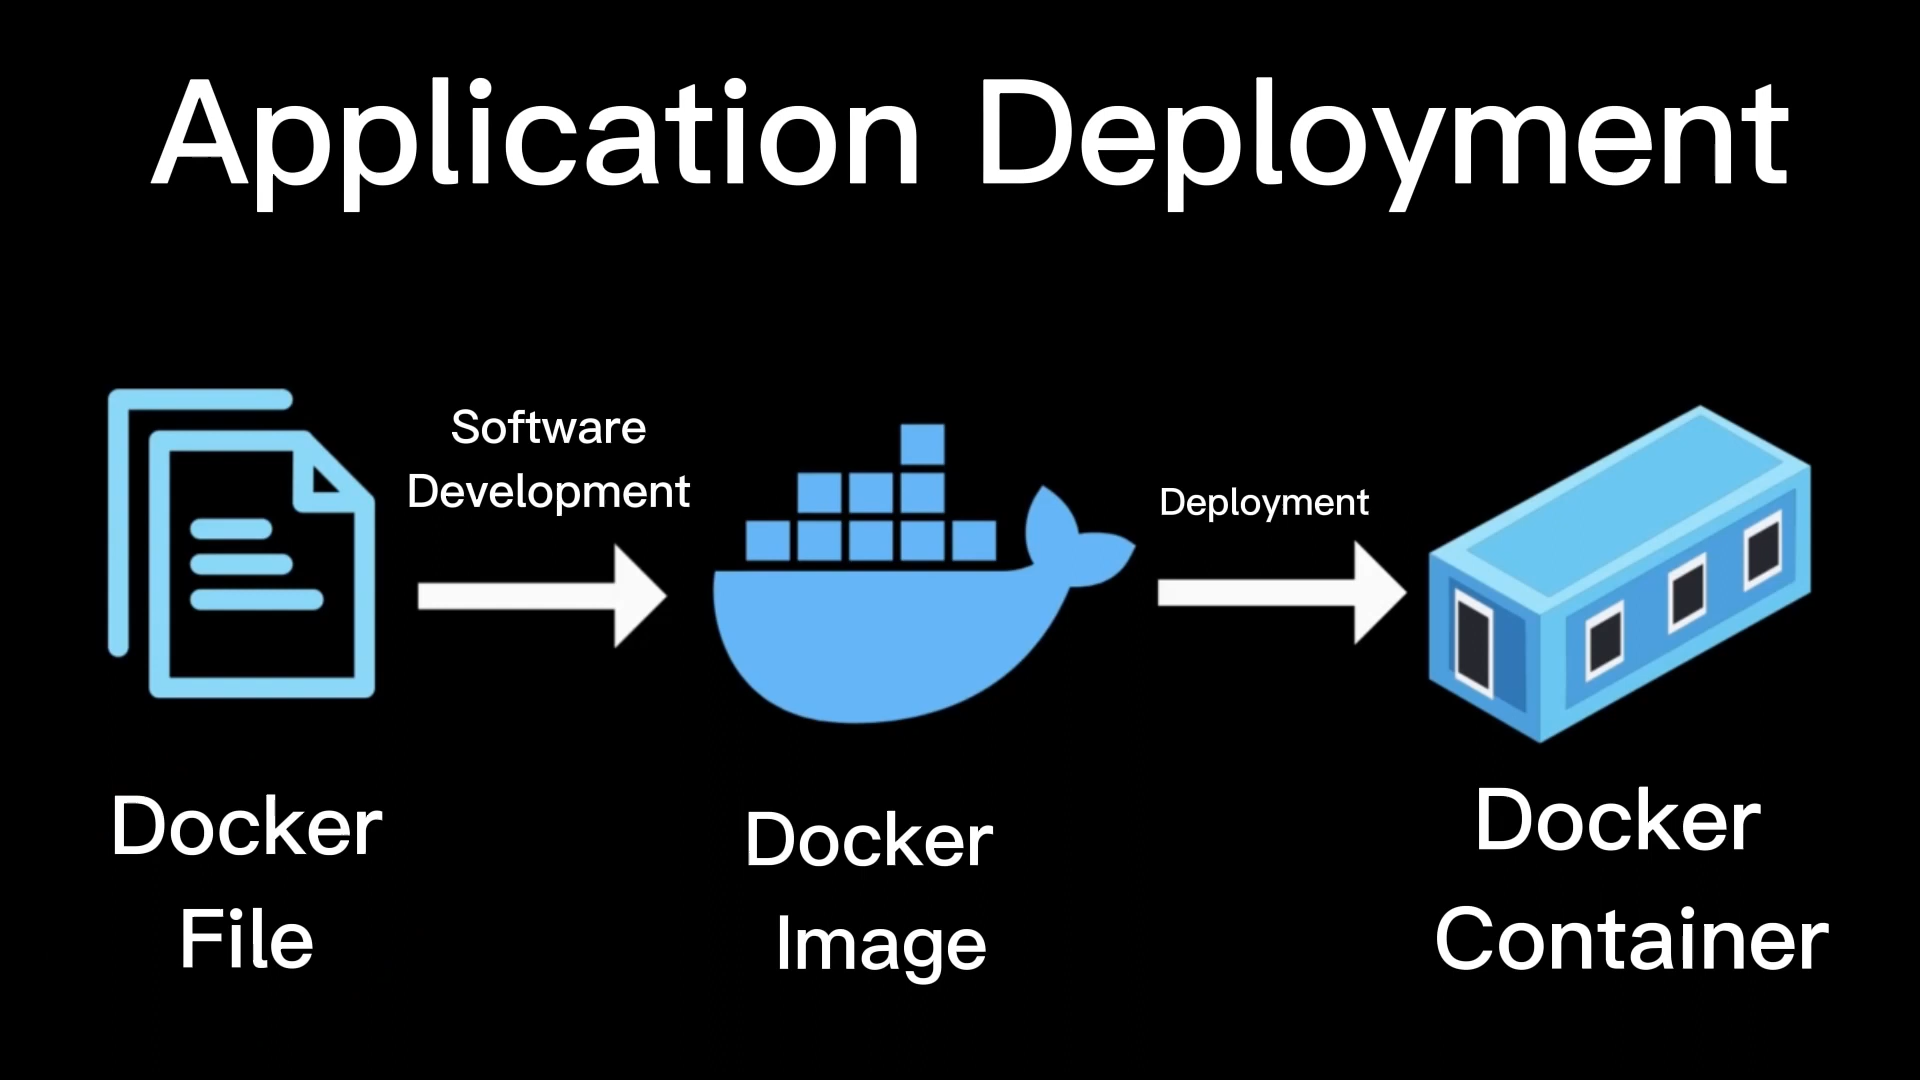 Application Deployment
Software
Development
Deployment
Docker
File
Docker
Image
Docker
Container